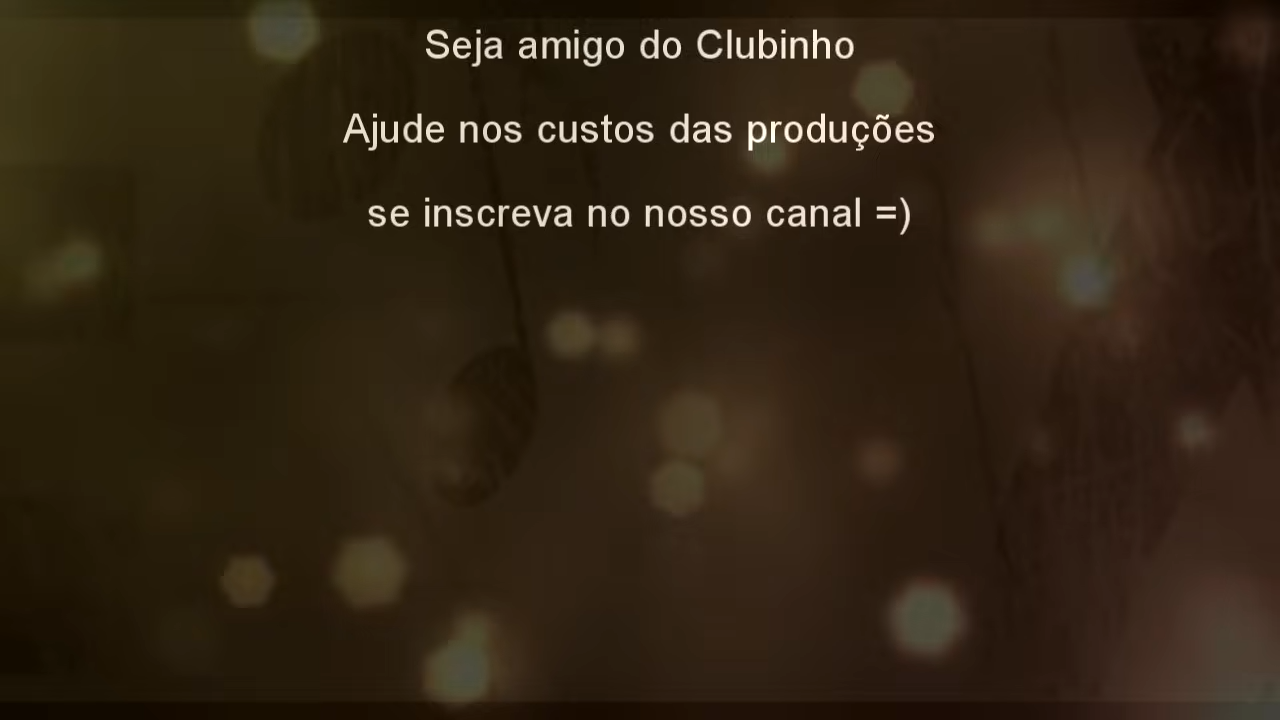 Seja amigo do Clubinho
Ajude nos custos das produções
se inscreva no nosso canal =)